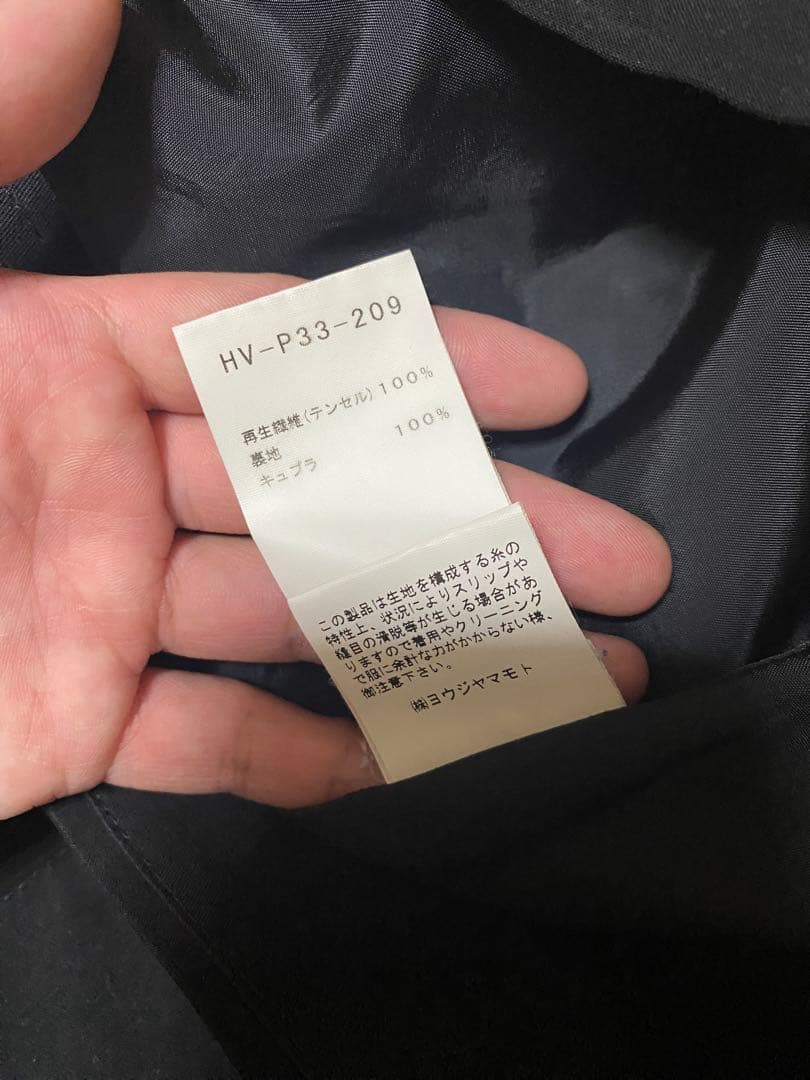 HV-P33-209
再生繊維(テンセル)100%
裏地 100%
キュプラ
この製品は生地を構成する糸の
特性上、状況によりスリップや
縫目の滑脱等が生じる場合があ
りますので着用やクリーニング
で服に余計な力がかからない様、
御注意下さい。
㈱ヨウジヤマモト